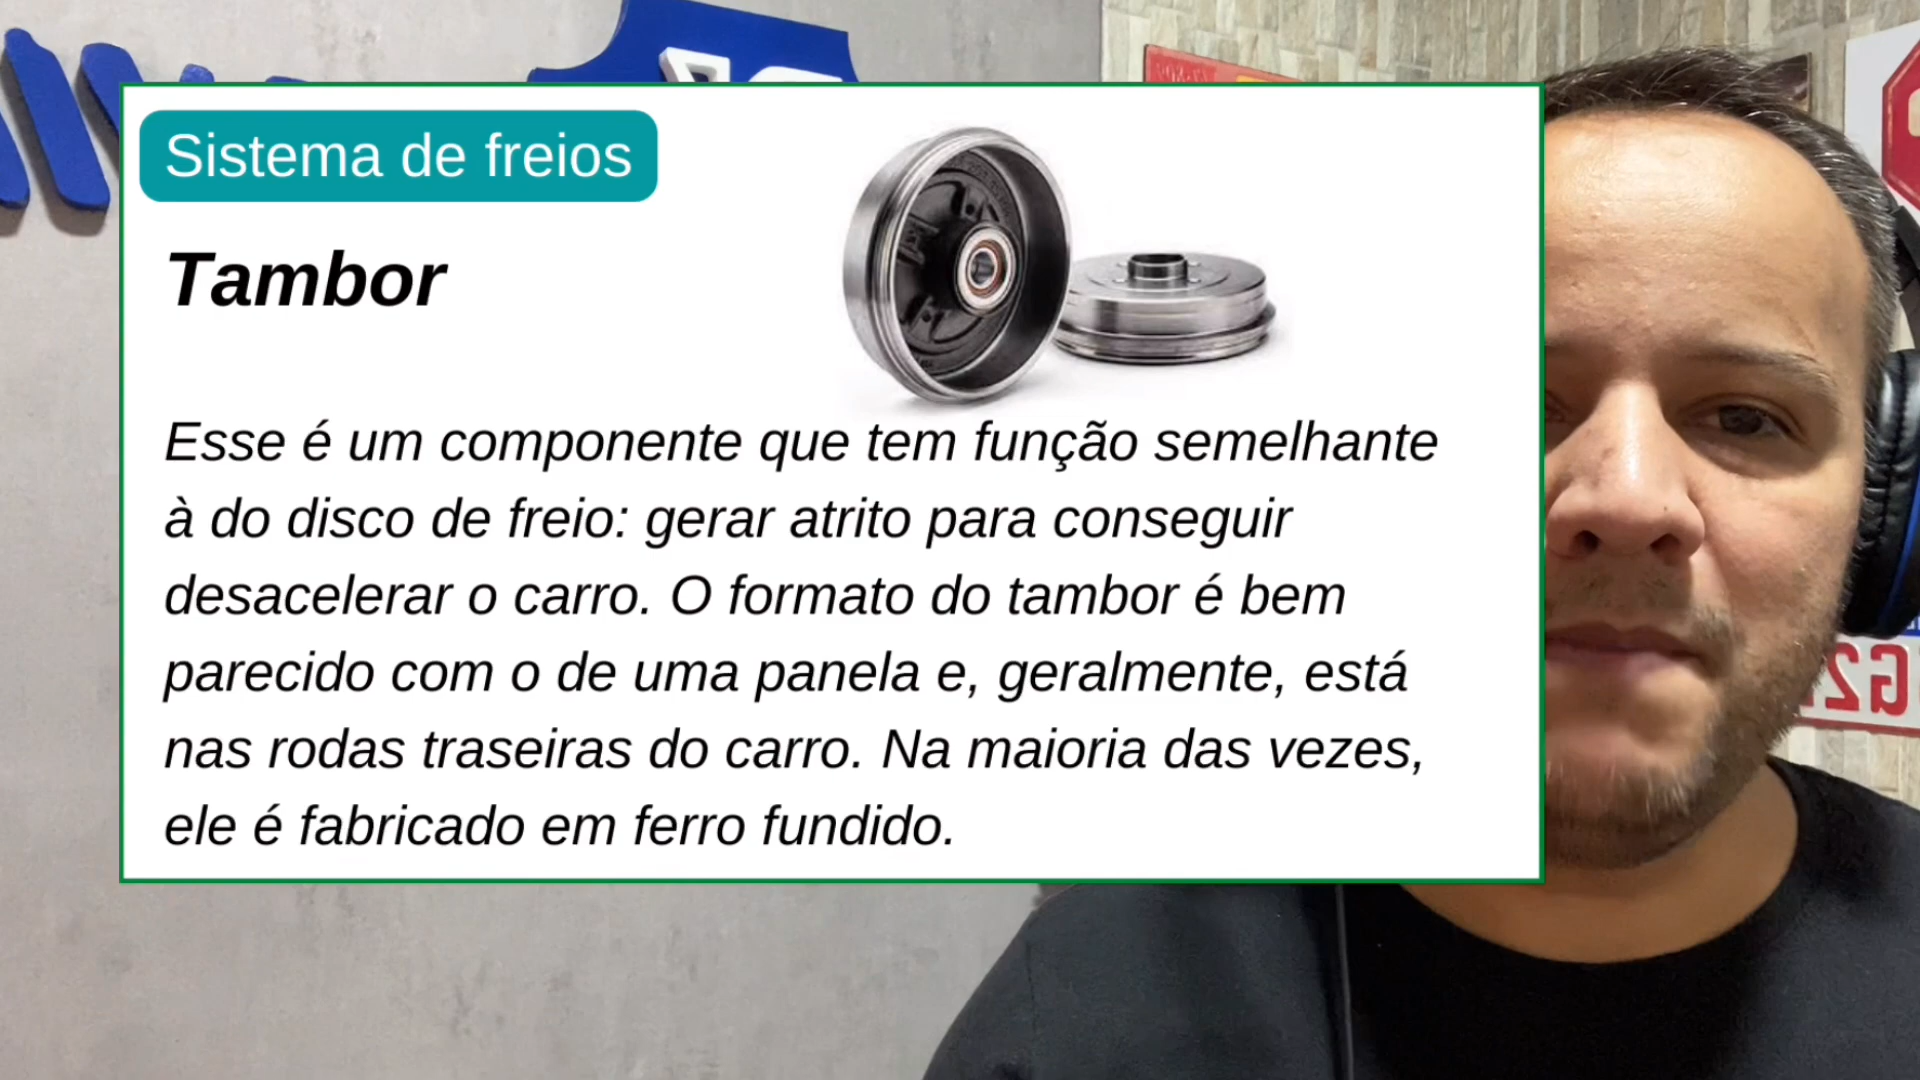 Sistema de freios
Tambor
Esse é um componente que tem função semelhante
à do disco de freio: gerar atrito para conseguir
desacelerar o carro. O formato do tambor é bem
parecido com o de uma panela e, geralmente, está
nas rodas traseiras do carro. Na maioria das vezes,
ele é fabricado em ferro fundido.